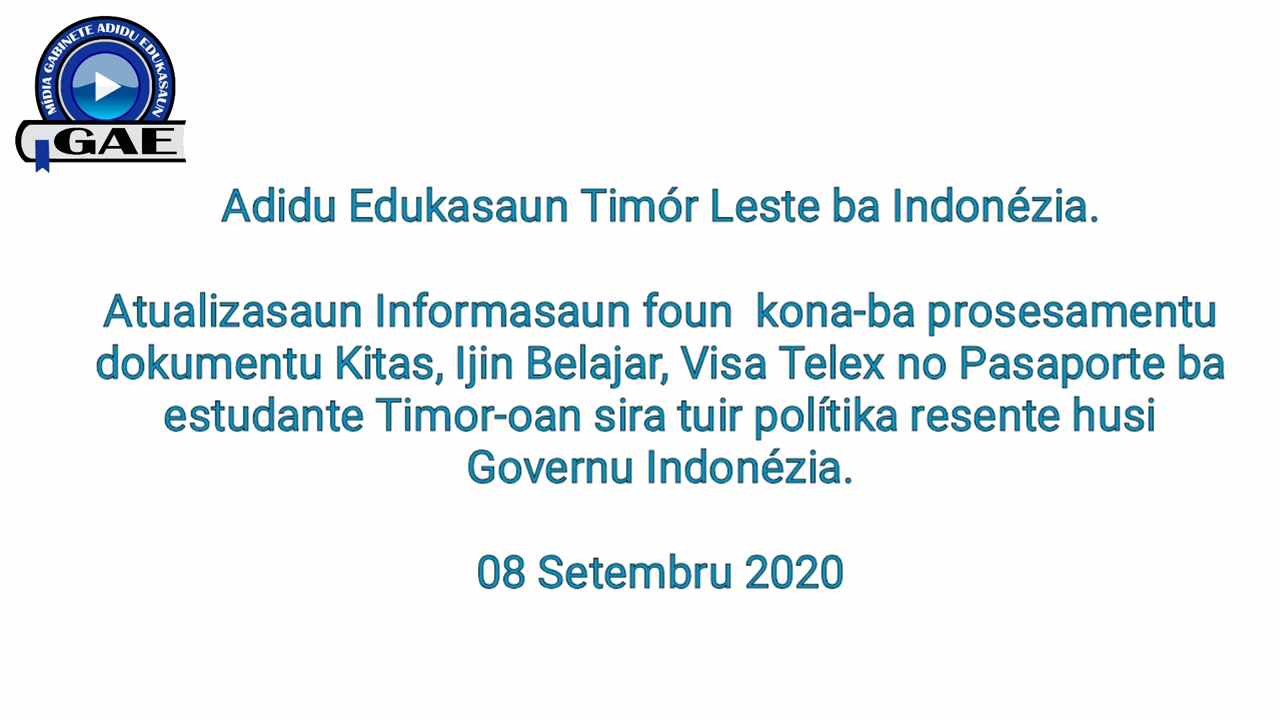 MÍDIA GABINETE ADIDU EDUKASAUN
GAE
Adidu Edukasaun Timór Leste ba Indonézia.
Atualizasaun Informasaun foun kona-ba prosesamentu
dokumentu Kitas, Ijin Belajar, Visa Telex no Pasaporte ba
estudante Timor-oan sira tuir polítika resente husi
Governu Indonézia.
08 Setembru 2020